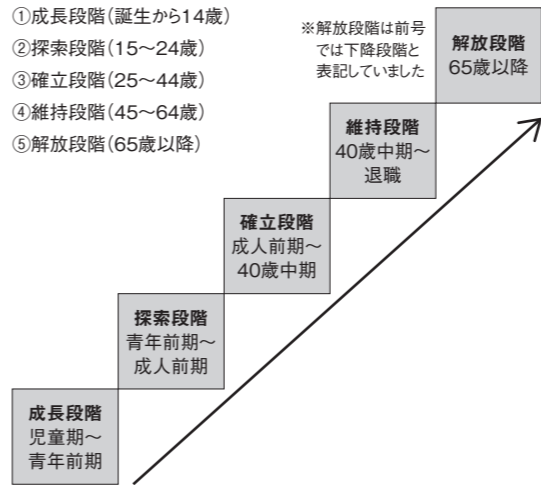 ①成長段階(誕生から14歳)
②探索段階(15〜24歳)
③確立段階(25〜44歳)
④維持段階(45〜64歳)
⑤解放段階(65歳以降)
※解放段階は前号
では下降段階と
表記していました
解放段階
65歳以降
維持段階
40歳中期〜
退職
確立段階
成人前期〜
40歳中期
探索段階
青年前期〜
成人前期
成長段階
児童期〜
青年前期